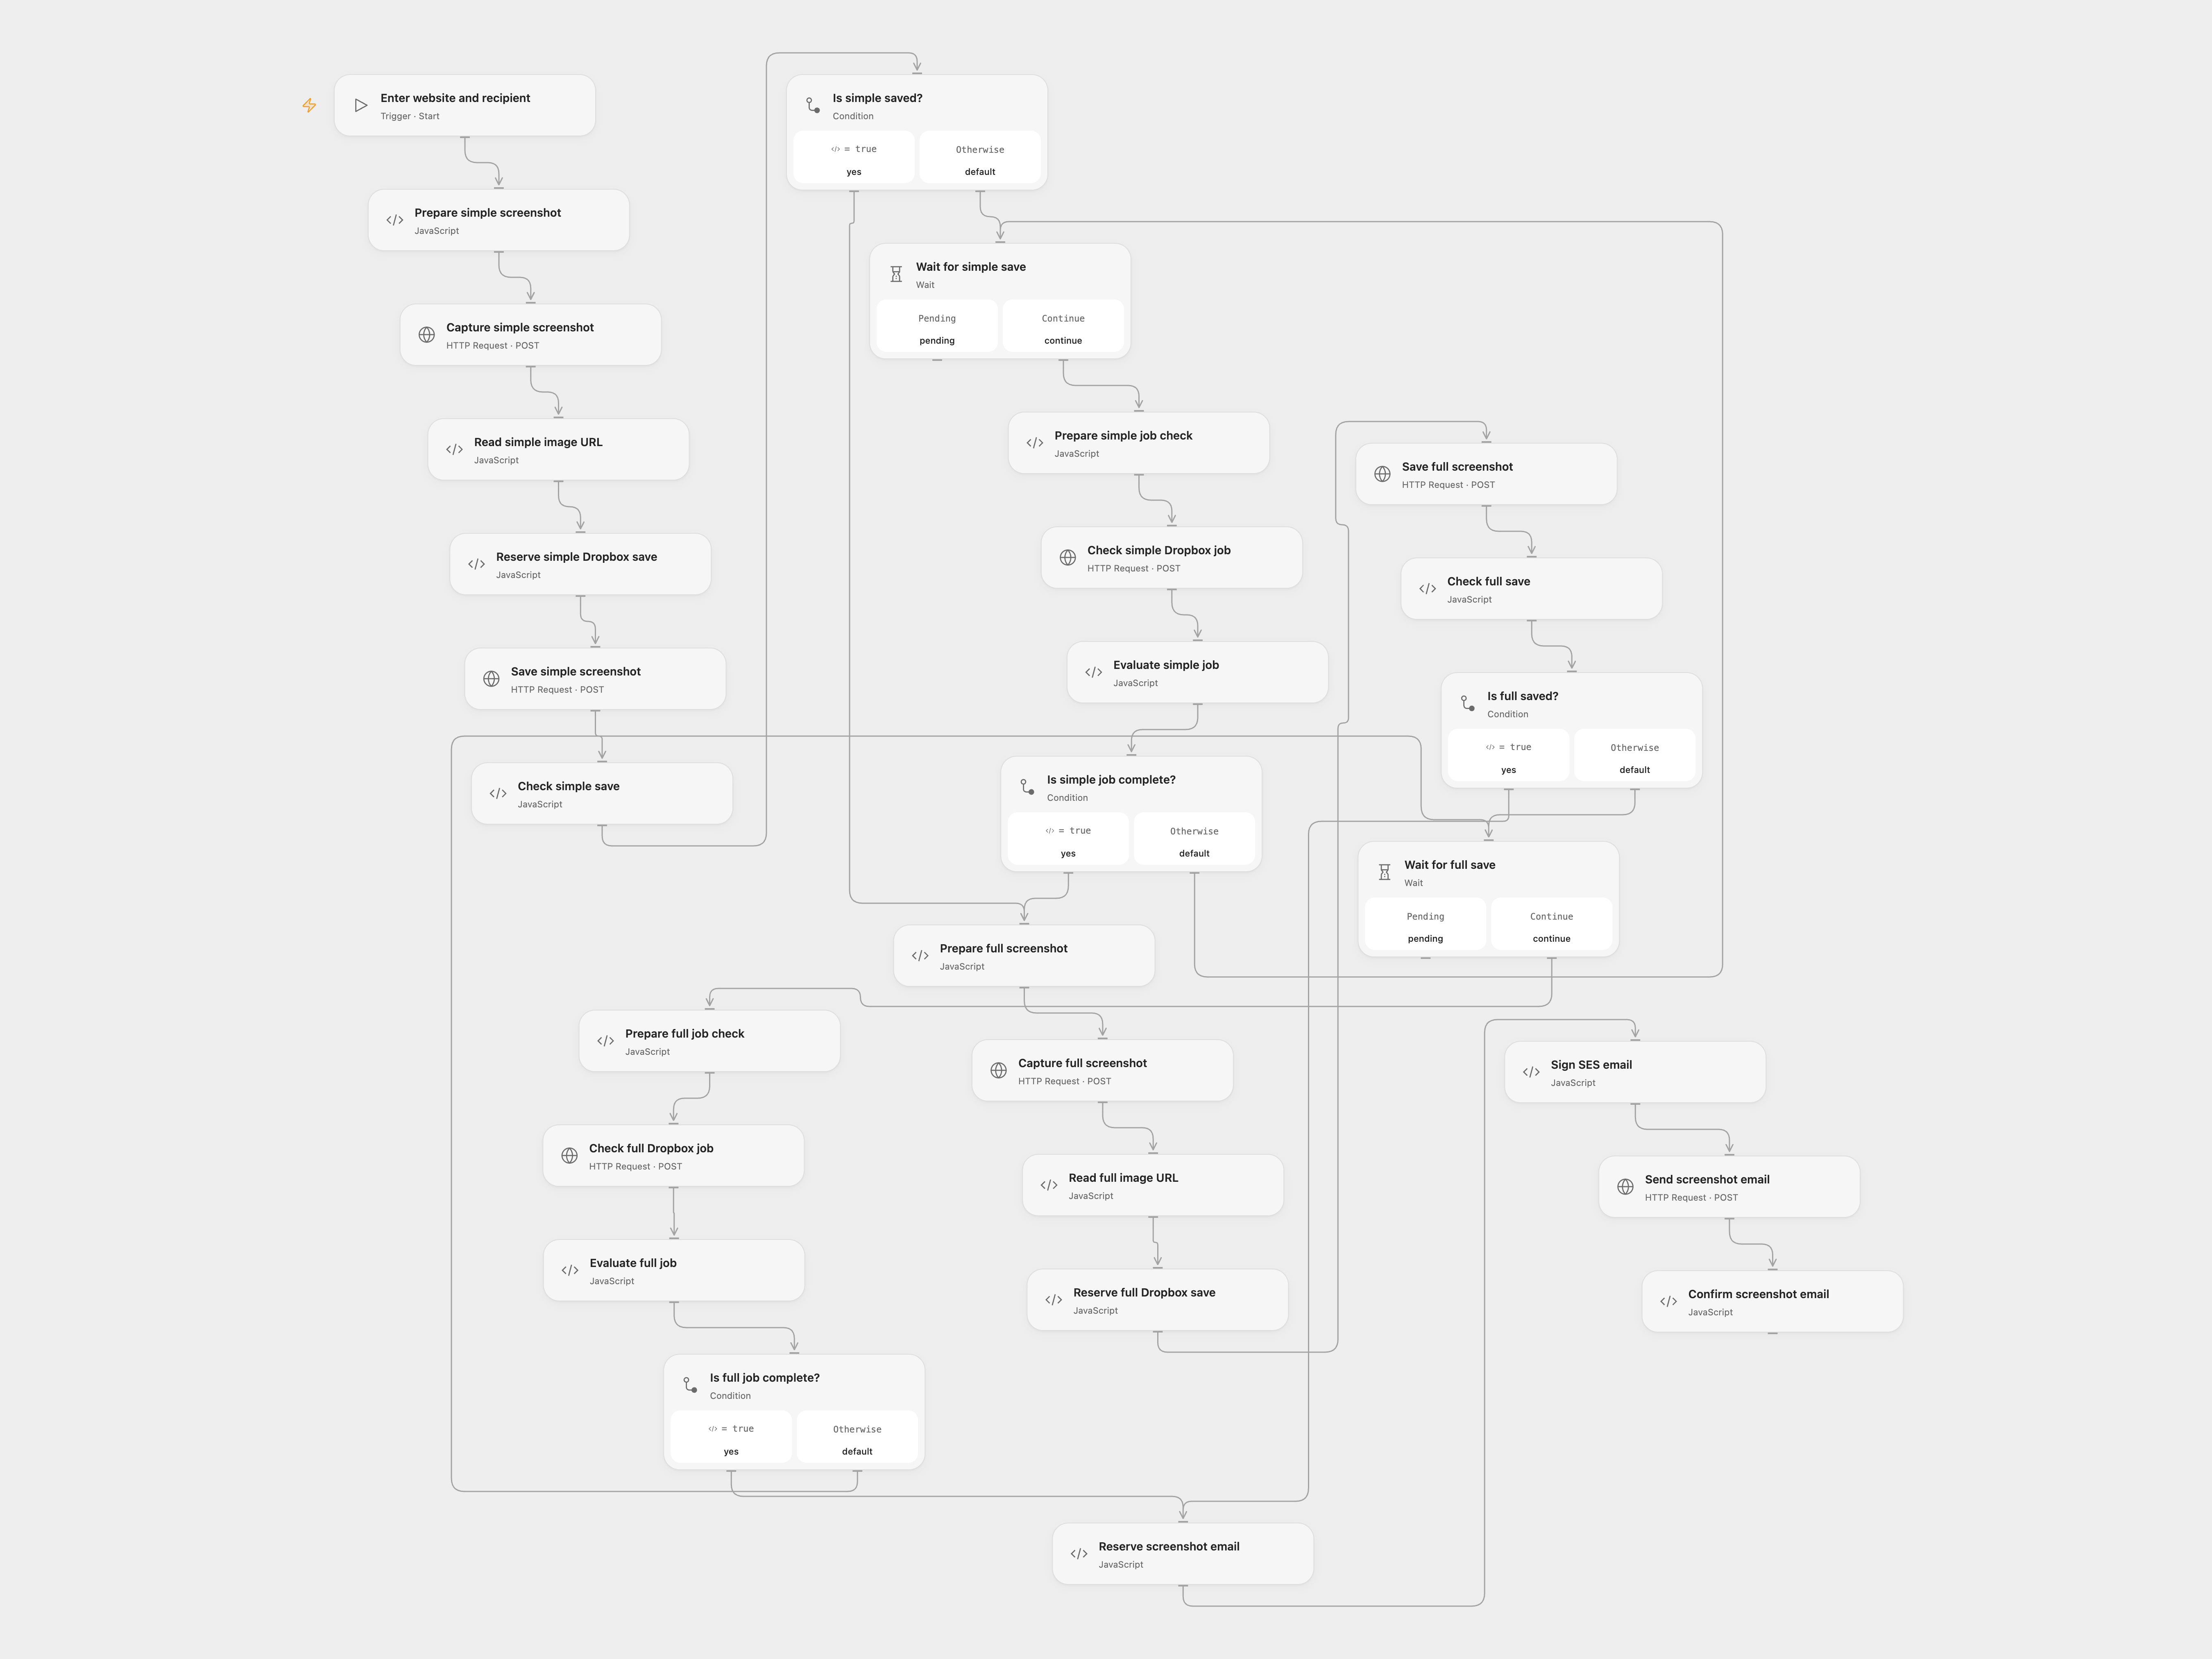 Enter website and recipient
Trigger · Start
Prepare simple screenshot
JavaScript
Capture simple screenshot
HTTP Request · POST
Read simple image URL
JavaScript
Reserve simple Dropbox save
JavaScript
Save simple screenshot
HTTP Request · POST
Check simple save
JavaScript
Is simple saved?
Condition
</> = true
yes
Otherwise
default
Wait for simple save
Wait
Pending
pending
Continue
continue
Prepare simple job check
JavaScript
Check simple Dropbox job
HTTP Request · POST
Evaluate simple job
JavaScript
Is simple job complete?
Condition
</> = true
yes
Otherwise
default
Prepare full screenshot
JavaScript
Capture full screenshot
HTTP Request · POST
Read full image URL
JavaScript
Reserve full Dropbox save
JavaScript
Save full screenshot
HTTP Request · POST
Check full save
JavaScript
Is full saved?
Condition
</> = true
yes
Otherwise
default
Wait for full save
Wait
Pending
pending
Continue
continue
Prepare full job check
JavaScript
Check full Dropbox job
HTTP Request · POST
Evaluate full job
JavaScript
Is full job complete?
Condition
</> = true
yes
Otherwise
default
Reserve screenshot email
JavaScript
Sign SES email
JavaScript
Send screenshot email
HTTP Request · POST
Confirm screenshot email
JavaScript